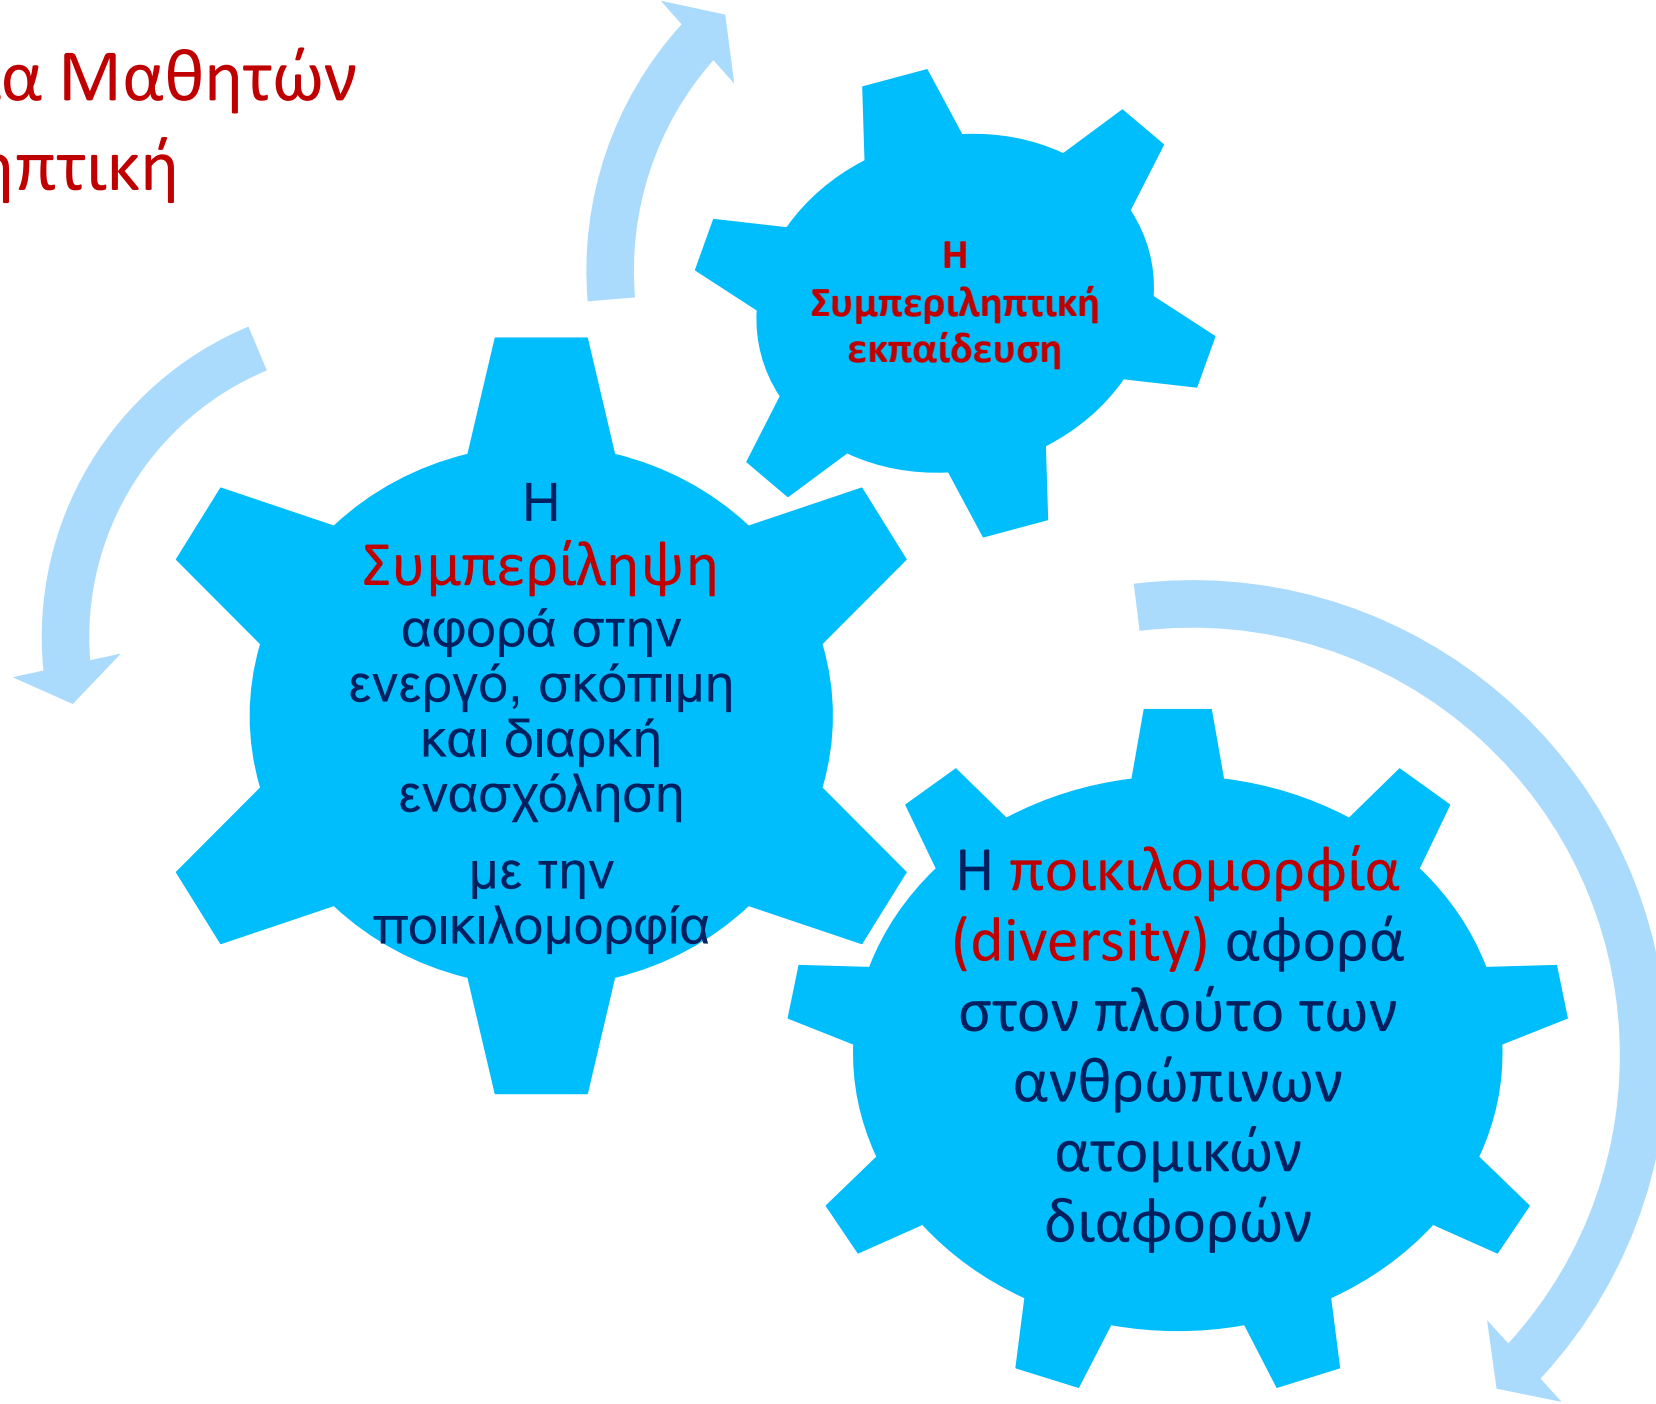 Μαθητών
Η
Συμπεριληπτική
εκπαίδευση
Η
Συμπερίληψη
αφορά στην
ενεργό, σκόπιμη
και διαρκή
ενασχόληση
με την
ποικιλομορφία
Η ποικιλομορφία
(diversity) αφορά
στον πλούτο των
ανθρώπινων
ατομικών
διαφορών